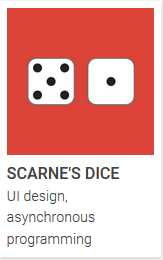 SCARNE'S DICE
UI design,
asynchronous
programming